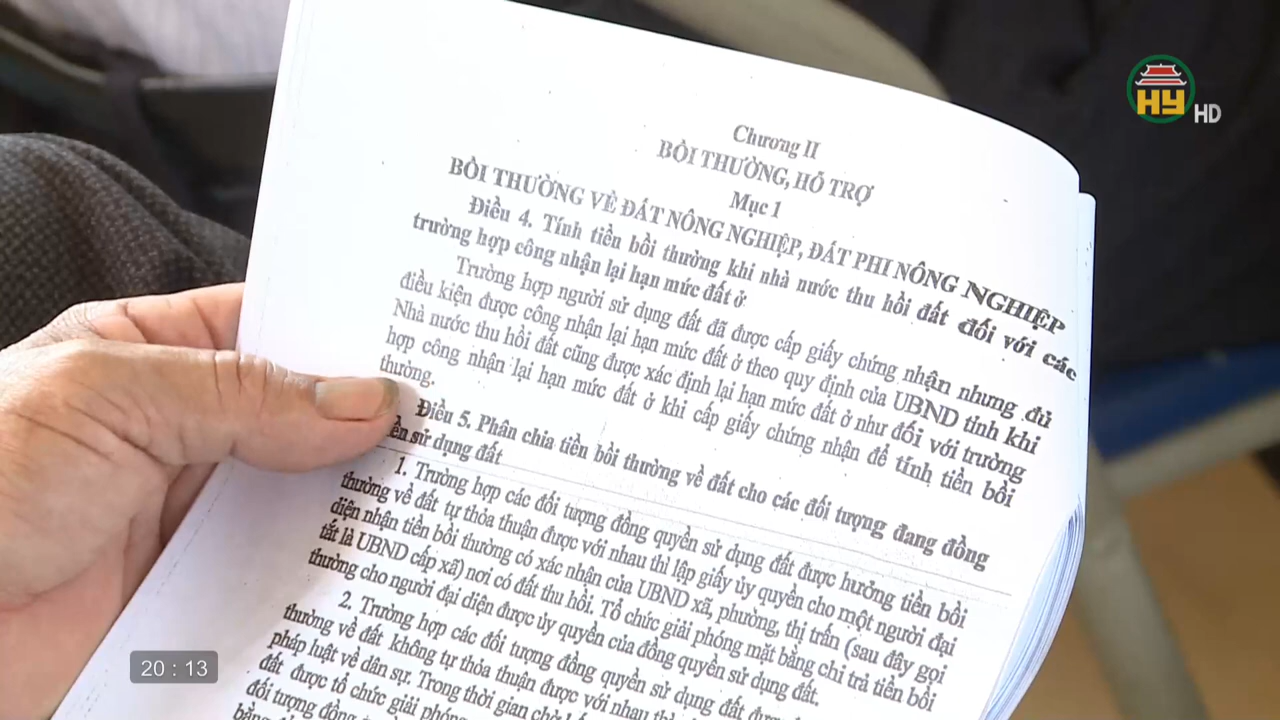 HY HD
Chương II
BỒI THƯỜNG, HỖ TRỢ
Mục 1
BỒI THƯỜNG VỀ ĐẤT NÔNG NGHIỆP, ĐẤT PHI NÔNG NGHIỆP
Điều 4. Tính tiền bồi thường khi nhà nước thu hồi đất đối với các
trường hợp công nhận lại hạn mức đất ở
Trường hợp người sử dụng đất đã được cấp giấy chứng nhận nhưng đủ
điều kiện được công nhận lại hạn mức đất ở theo quy định của UBND tỉnh khi
Nhà nước thu hồi đất cũng được xác định lại hạn mức đất ở như đối với trường
hợp công nhận lại hạn mức đất ở khi cấp giấy chứng nhận để tính tiền bồi
thường.
Điều 5. Phân chia tiền bồi thường về đất cho các đối tượng đang đồng
sử dụng đất
1. Trường hợp các đối tượng đồng quyền sử dụng đất được hưởng tiền bồi
thường về đất tự thỏa thuận được với nhau thì lập giấy ủy quyền cho một người đại
diện nhận tiền bồi thường có xác nhận của UBND xã, phường, thị trấn (sau đây gọi
tắt là UBND cấp xã) nơi có đất thu hồi. Tổ chức giải phóng mặt bằng chi trả tiền bồi
thường cho người đại diện được ủy quyền của đồng quyền sử dụng đất.
2. Trường hợp các đối tượng đồng quyền sử dụng đất được
thường về đất không tự thỏa thuận được với nhau
pháp luật về dân sự. Trong thời gian chờ
đất được tổ chức giải phóng
đối tượng đồng
20 : 13